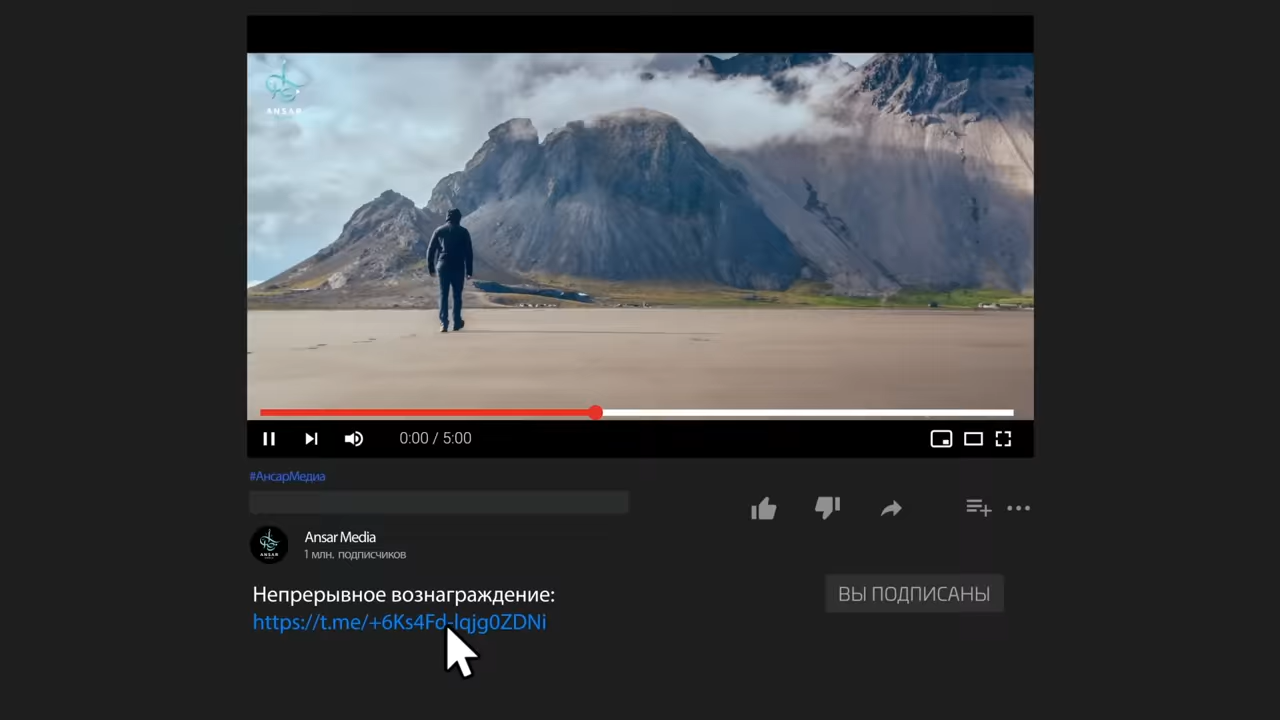 ANSAR
0:00 / 5:00
#АнсарМедиа
ANSAR
Ansar Media
1 млн. подписчиков
Непрерывное вознаграждение:
https://t.me/+6Ks4Fd-lqjg0ZDNi
ВЫ ПОДПИСАНЫ